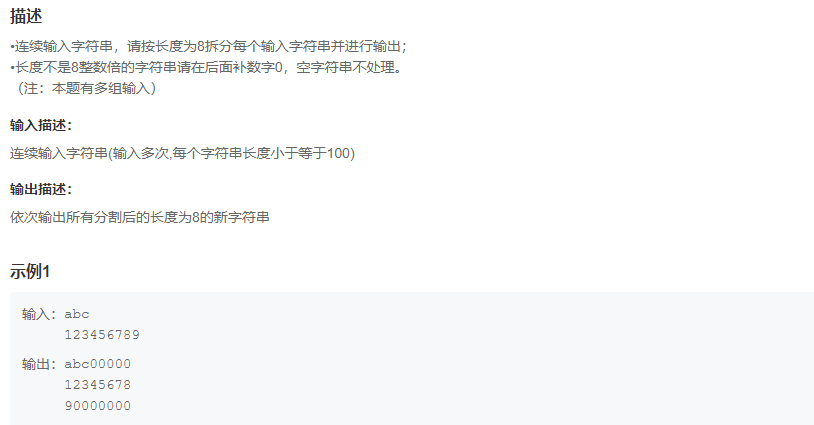 描述
•连续输入字符串，请按长度为8拆分每个输入字符串并进行输出；
•长度不是8整数倍的字符串请在后面补数字0，空字符串不处理。
（注：本题有多组输入）
输入描述：
连续输入字符串(输入多次,每个字符串长度小于等于100)
输出描述：
依次输出所有分割后的长度为8的新字符串
示例1
输入：abc
123456789
输出：abc00000
12345678
90000000